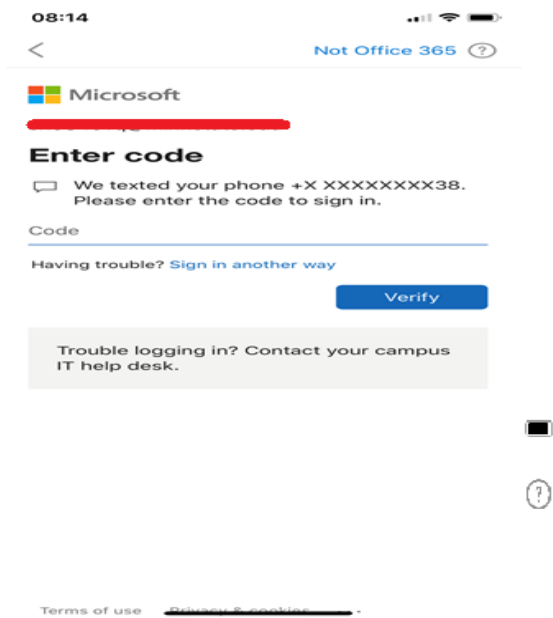 08:14
Not Office 365 ?
Microsoft
Enter code
We texted your phone +X XXXXXXXX38.
Please enter the code to sign in.
Code
Having trouble? Sign in another way
Verify
Trouble logging in? Contact your campus
IT help desk.
?
Terms of use Privacy & cookies